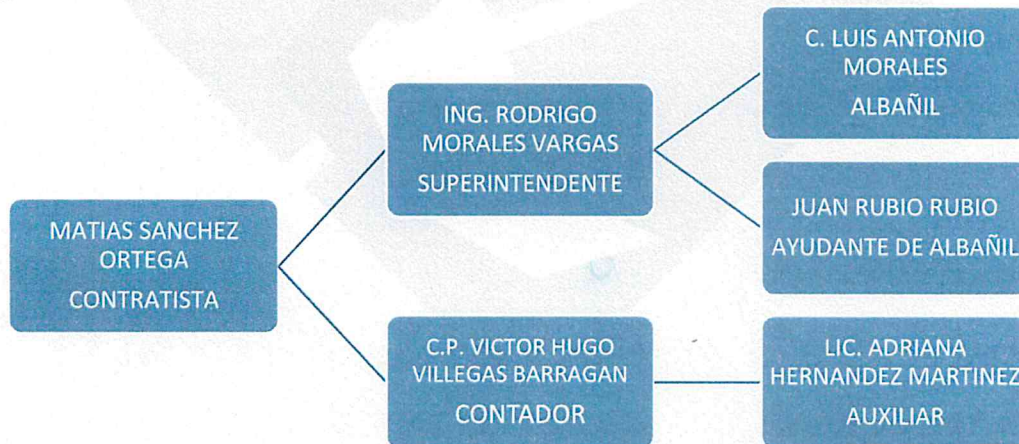 MATIAS SANCHEZ
ORTEGA
CONTRATISTA
ING. RODRIGO
MORALES VARGAS
SUPERINTENDENTE
C. LUIS ANTONIO
MORALES
ALBAÑIL
JUAN RUBIO RUBIO
AYUDANTE DE ALBAÑIL
C.P. VICTOR HUGO
VILLEGAS BARRAGAN
CONTADOR
LIC. ADRIANA
HERNANDEZ MARTINEZ
AUXILIAR